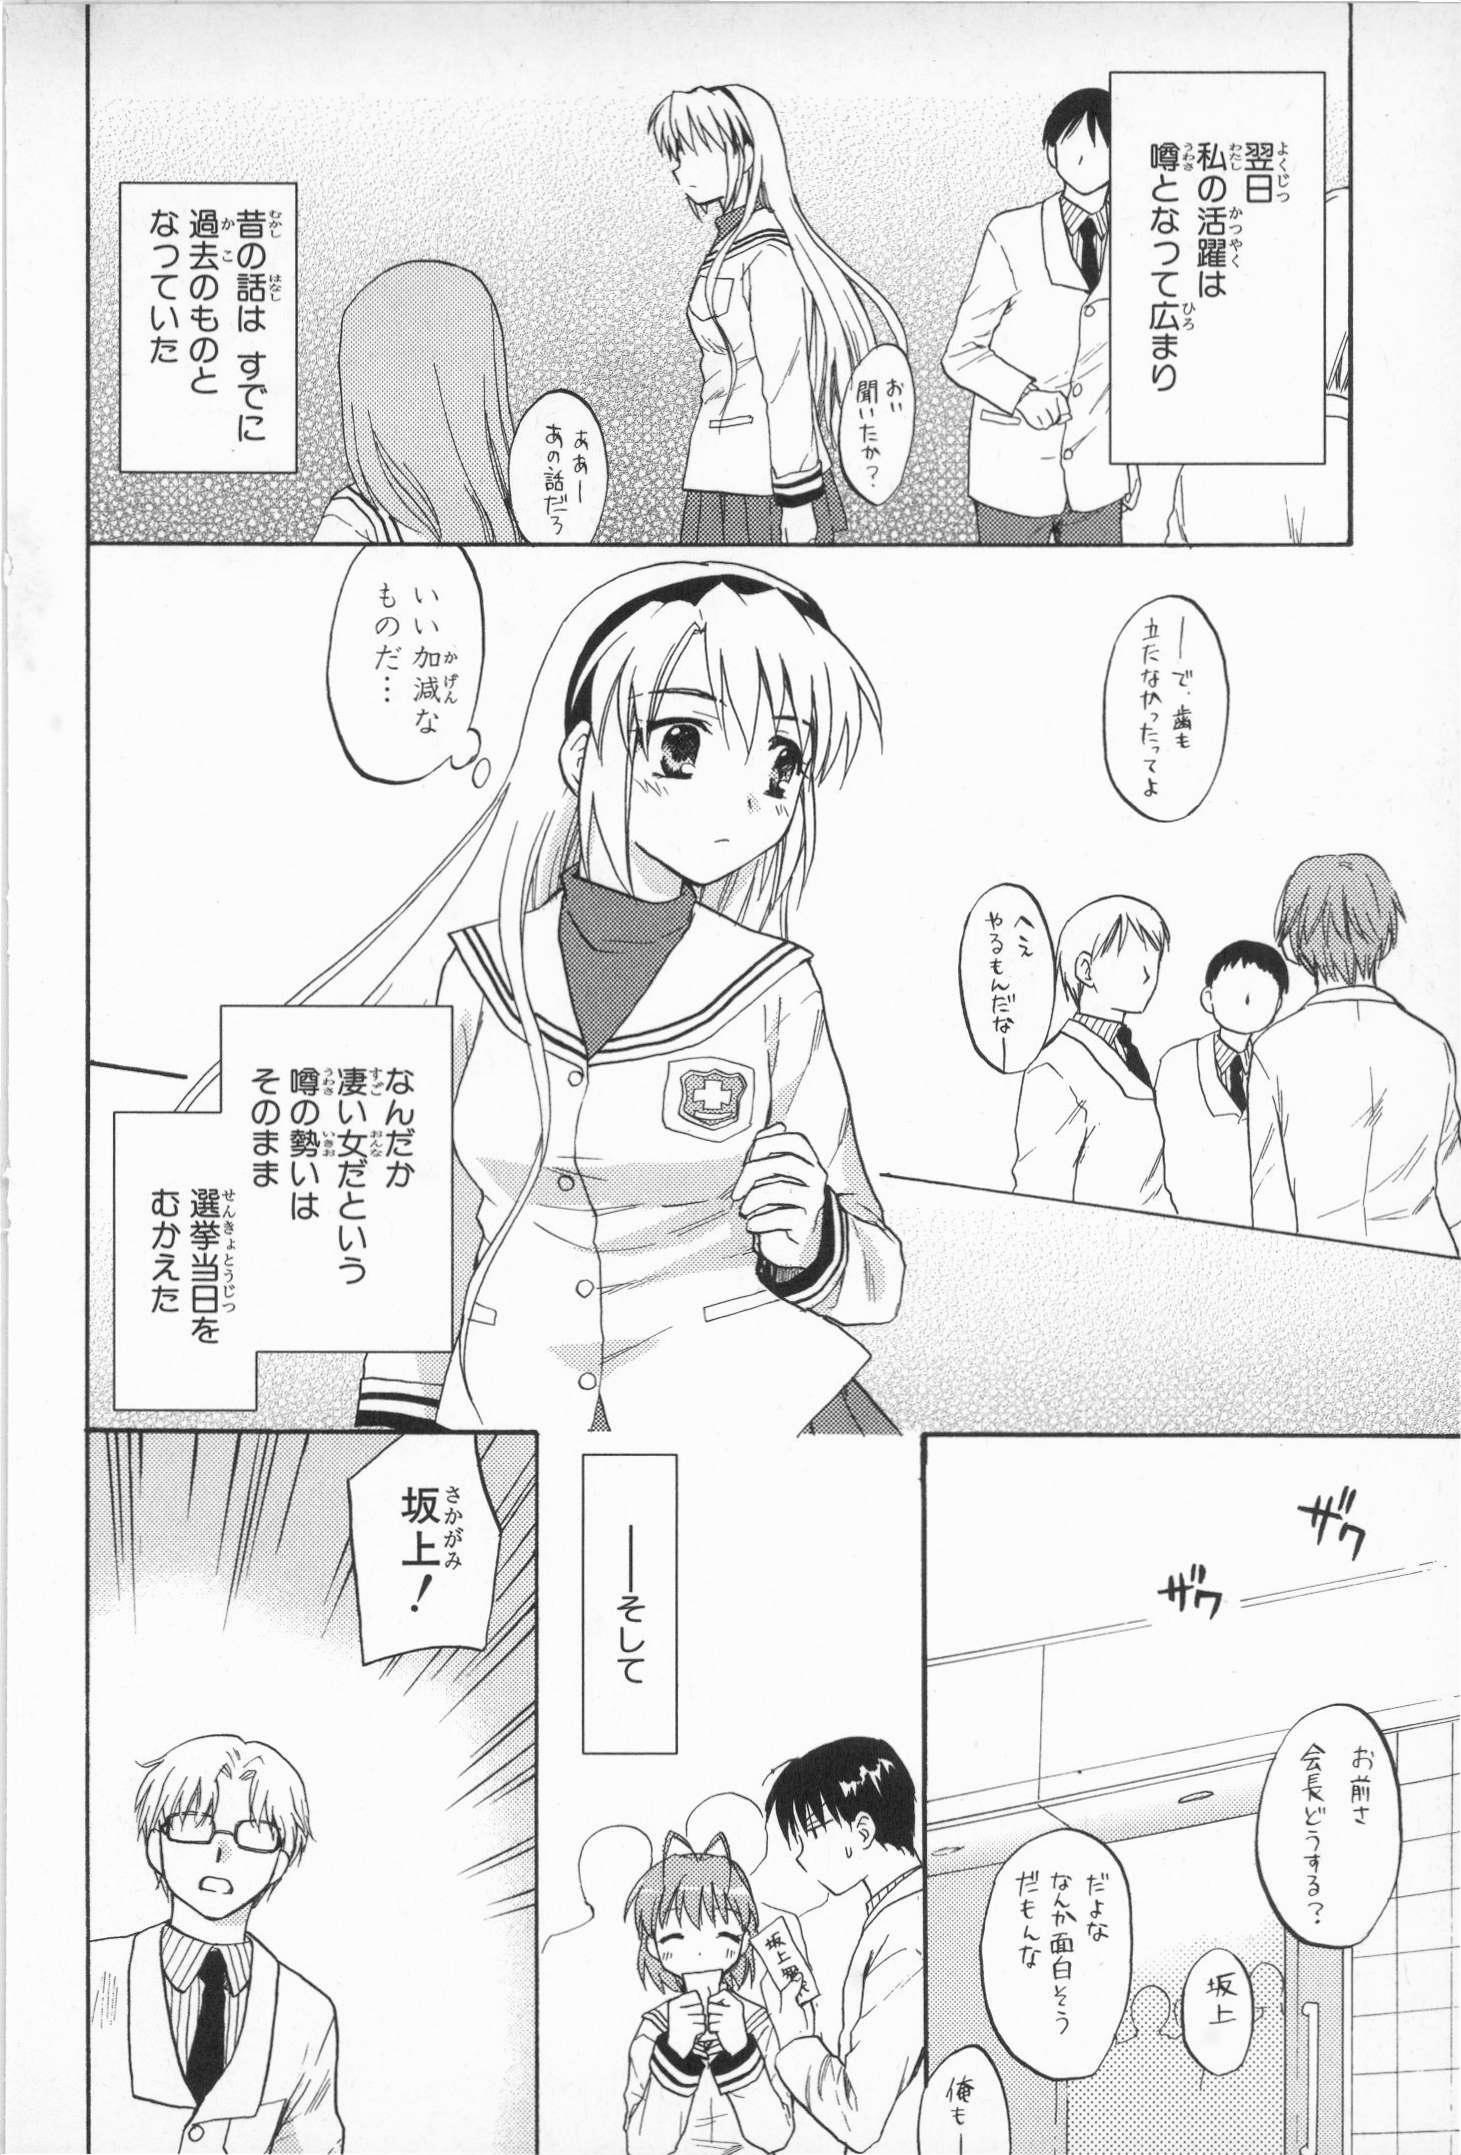 翌日
私の活躍は
噂となって広まり
おい
聞いたか?
ああー
あの話だろ
昔の話は すでに
過去のものと
なっていた
──で、歯も
立たなかったってよ
へえ
やるもんだなー
いい加減な
ものだ…
なんだか
凄い女だという
噂の勢いは
そのまま
選挙当日を
むかえた
ザワ
ザワ
お前さ
会長どうする?
坂上
だよな
なんか面白そう
だもんな
俺もー
──そして
坂上智代
坂上!